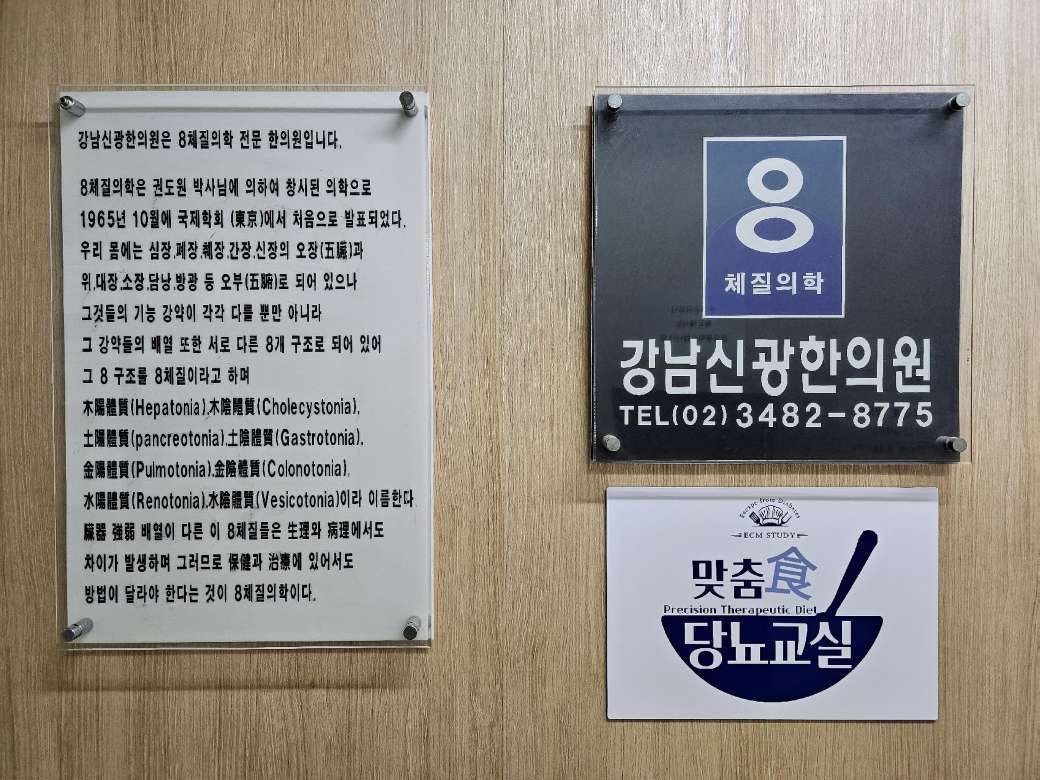 강남신광한의원은 8체질의학 전문 한의원입니다.
8체질의학은 권도원 박사님에 의하여 창시된 의학으로
1965년 10월에 국제학회 (東京)에서 처음으로 발표되었다.
우리 몸에는 심장,폐장,췌장,간장,신장의 오장(五臟)과
위,대장,소장,담낭,방광 등 오부(五腑)로 되어 있으나
그것들의 기능 강약이 각각 다를 뿐만 아니라
그 강약들의 배열 또한 서로 다른 8개 구조로 되어 있어
그 8 구조를 8체질이라고 하며
木陽體質(Hepatonia),木陰體質(Cholecystonia),
土陽體質(pancreotonia),土陰體質(Gastrotonia),
金陽體質(Pulmotonia),金陰體質(Colonotonia),
水陽體質(Renotonia),水陰體質(Vesicotonia)이라 이름한다.
臟器 強弱 배열이 다른 이 8체질들은 生理와 病理에서도
차이가 발생하며 그러므로 保健과 治療에 있어서도
방법이 달라야 한다는 것이 8체질의학이다.
8
체질의학
강남신광한의원
TEL(02) 3482-8775
Escape from Diabetes
ECM STUDY
맞춤食
Precision Therapeutic Diet
당뇨교실